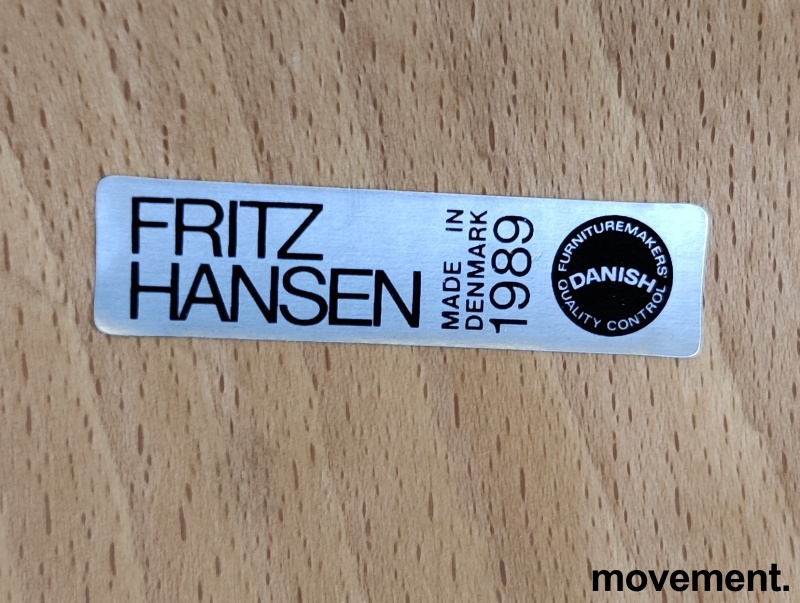 FRITZ
HANSEN
MADE IN
DENMARK
1989
FURNITUREMAKERS'
DANISH
QUALITY CONTROL
movement.